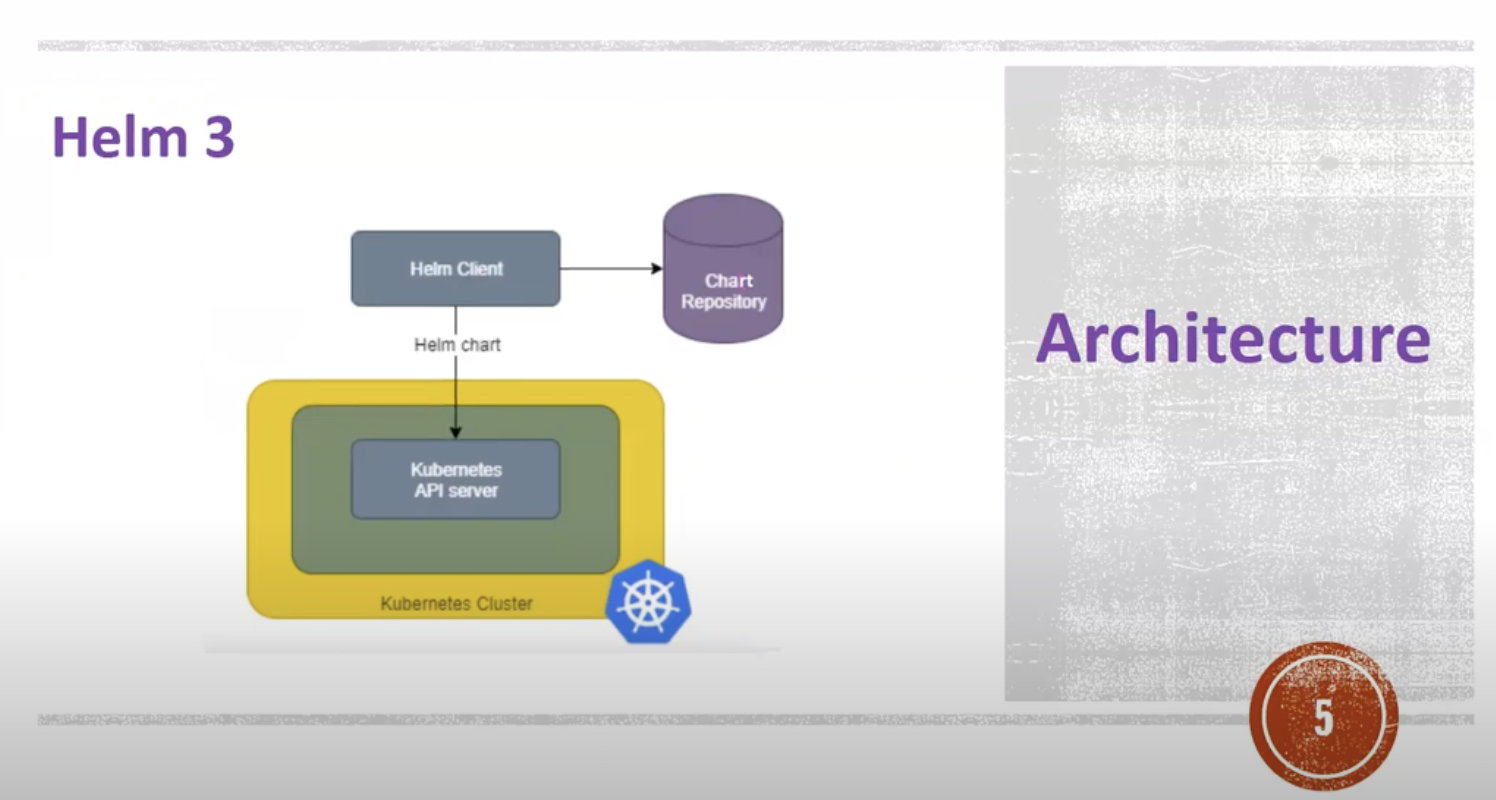 Helm 3
Helm Client
Chart
Repository
Helm chart
Kubernetes
API server
Kubernetes Cluster
Architecture
5